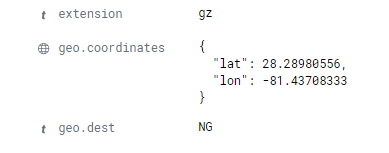 t extension gz
geo.coordinates {
"lat": 28.28980556,
"lon": -81.43708333
}
t geo.dest NG